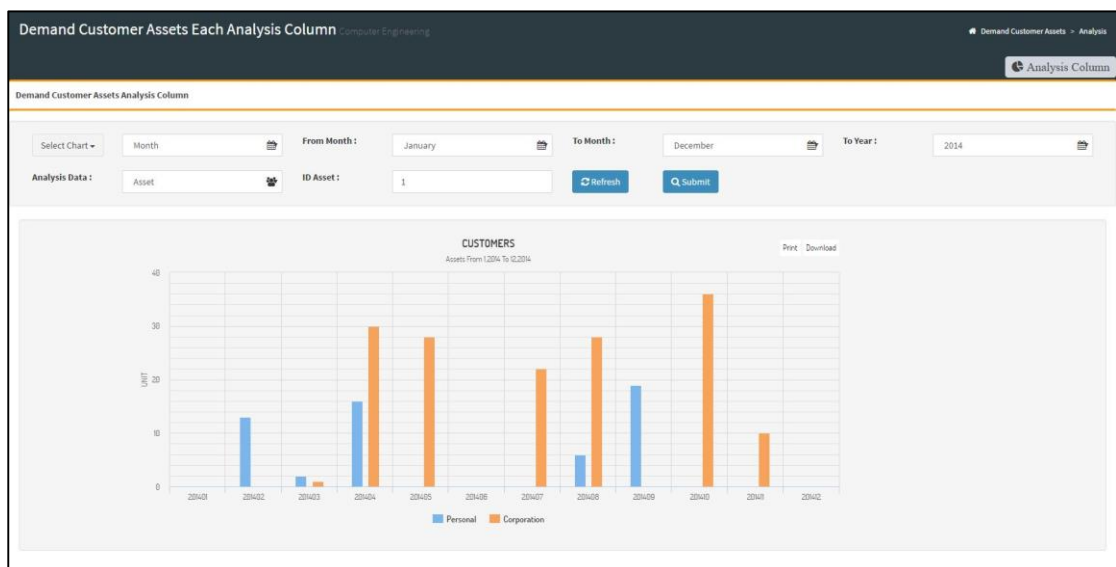 Demand Customer Assets Each Analysis Column Computer Engineering
Demand Customer Assets > Analysis
Analysis Column
Demand Customer Assets Analysis Column
Select Chart Month From Month : January To Month : December To Year : 2014
Analysis Data : Asset ID Asset : 1 Refresh Submit
CUSTOMERS
Print Download
Assets From 1,2014 To 12,2014
40
30
UNIT
20
10
0
201401 201402 201403 201404 201405 201406 201407 201408 201409 201410 201411 201412
Personal Corporation